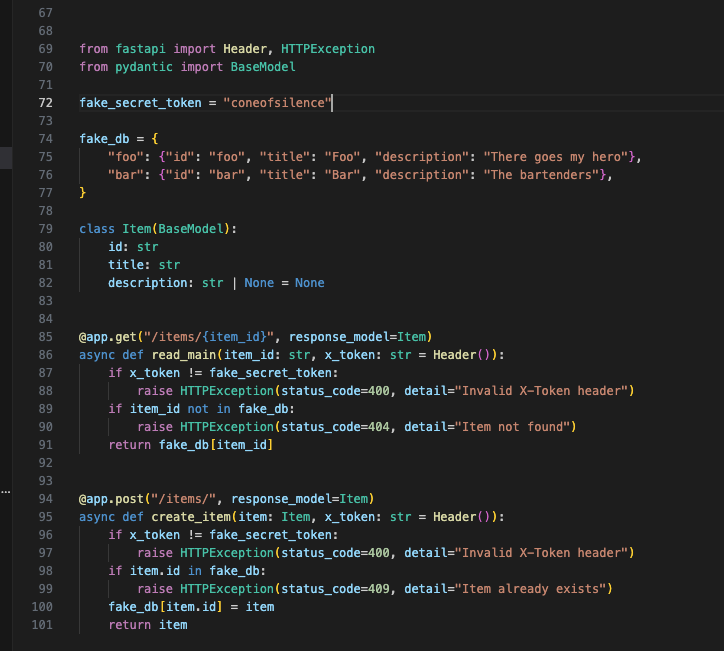 67
68
69 from fastapi import Header, HTTPException
70 from pydantic import BaseModel
71
72 fake_secret_token = "coneofsilence"
73
74 fake_db = {
75     "foo": {"id": "foo", "title": "Foo", "description": "There goes my hero"},
76     "bar": {"id": "bar", "title": "Bar", "description": "The bartenders"},
77 }
78
79 class Item(BaseModel):
80     id: str
81     title: str
82     description: str | None = None
83
84
85 @app.get("/items/{item_id}", response_model=Item)
86 async def read_main(item_id: str, x_token: str = Header()):
87     if x_token != fake_secret_token:
88         raise HTTPException(status_code=400, detail="Invalid X-Token header")
89     if item_id not in fake_db:
90         raise HTTPException(status_code=404, detail="Item not found")
91     return fake_db[item_id]
92
93
94 @app.post("/items/", response_model=Item)
95 async def create_item(item: Item, x_token: str = Header()):
96     if x_token != fake_secret_token:
97         raise HTTPException(status_code=400, detail="Invalid X-Token header")
98     if item.id in fake_db:
99         raise HTTPException(status_code=409, detail="Item already exists")
100     fake_db[item.id] = item
101     return item